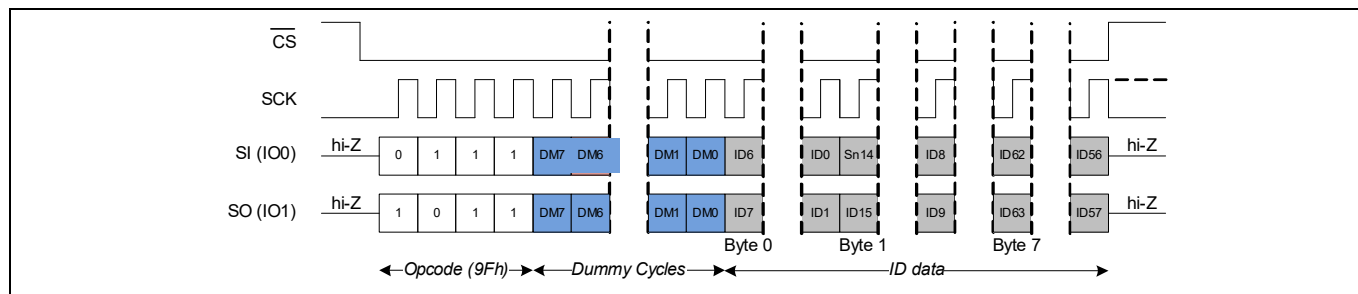 CS
SCK
SI (IO0) hi-Z 0 1 1 1 DM7 DM6 DM1 DM0 ID6 ID0 Sn14 ID8 ID62 ID56 hi-Z
SO (IO1) hi-Z 1 0 1 1 DM7 DM6 DM1 DM0 ID7 ID1 ID15 ID9 ID63 ID57 hi-Z
Byte 0 Byte 1 Byte 7
Opcode (9Fh) Dummy Cycles ID data